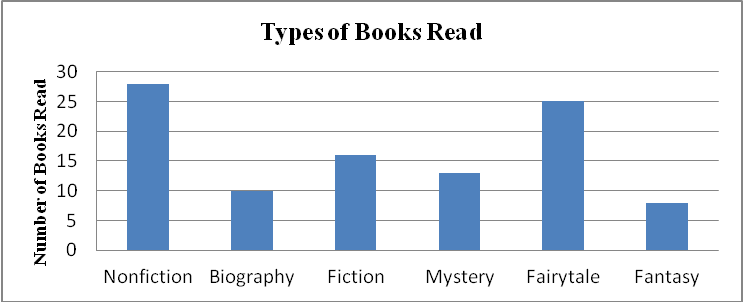 Types of Books Read
Number of Books Read
30
25
20
15
10
5
0
Nonfiction Biography Fiction Mystery Fairytale Fantasy